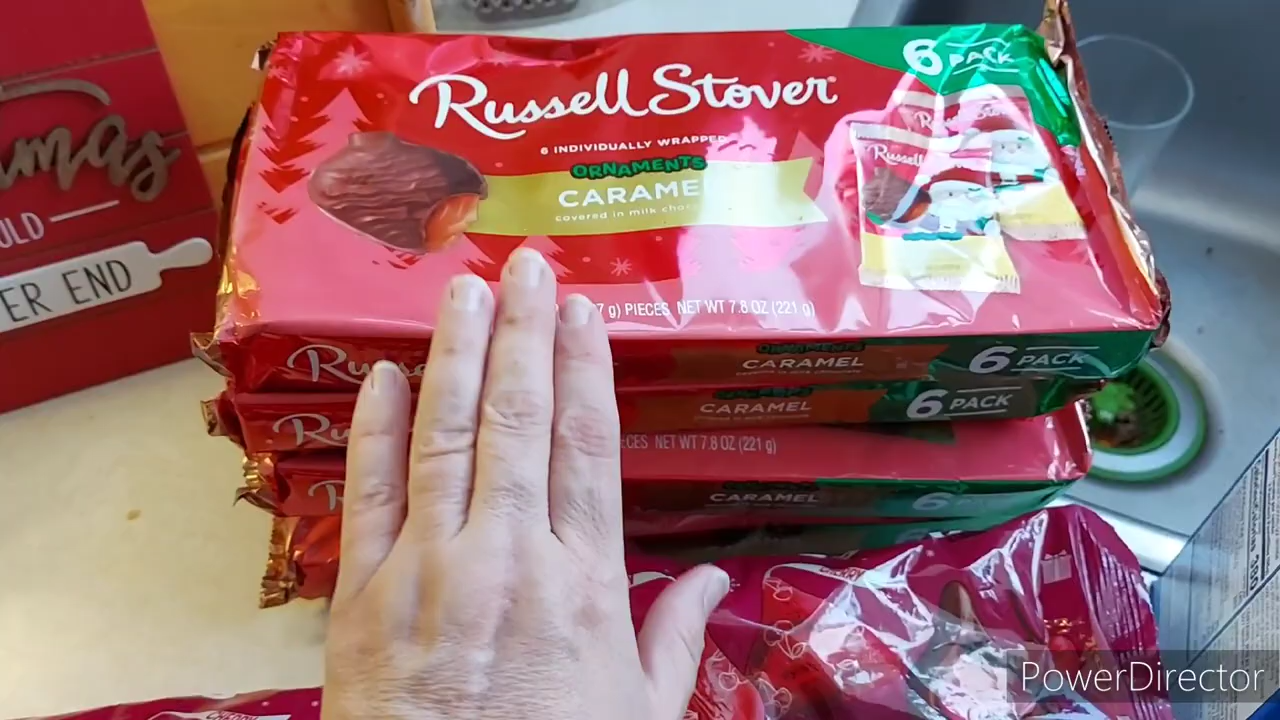 Russell Stover
6 PACK
6 INDIVIDUALLY WRAPPED
ORNAMENTS
CARAMEL
covered in milk
Russell
g) PIECES NET WT 7.8 OZ (221 g)
ORNAMENTS
CARAMEL
6 PACK
CARAMEL
6 PACK
NET WT 7.8 OZ (221 g)
CARAMEL
6
mas
ULD
ER END
PowerDirector